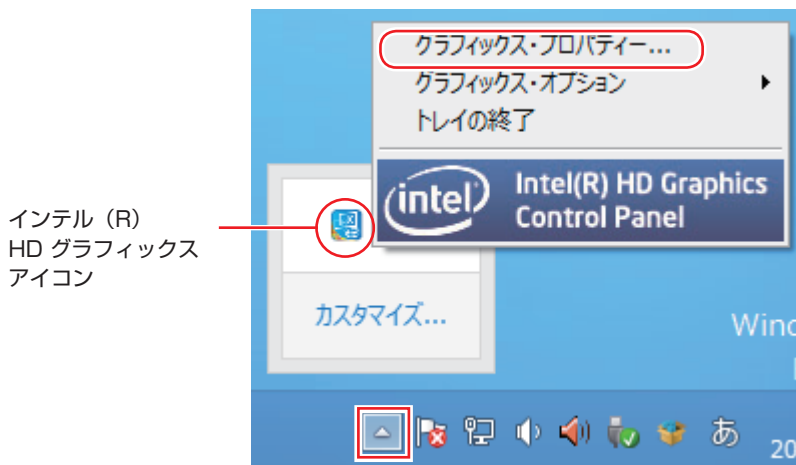 グラフィックス・プロパティー...
グラフィックス・オプション
トレイの終了
intel
Intel(R) HD Graphics
Control Panel
インテル（R）
HD グラフィックス
アイコン
カスタマイズ...
Wind
あ
20